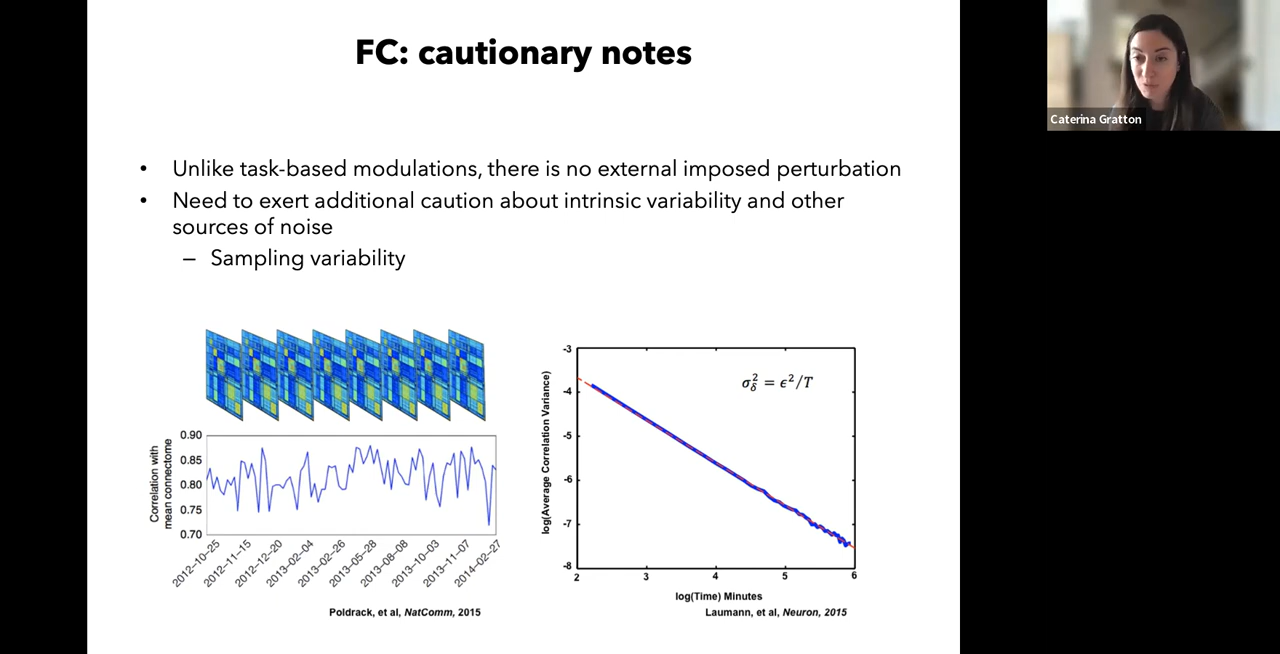 FC: cautionary notes
Caterina Gratton
• Unlike task-based modulations, there is no external imposed perturbation
• Need to exert additional caution about intrinsic variability and other
sources of noise
– Sampling variability
Correlation with
mean connectome
0.90
0.85
0.80
0.75
0.70
2012-10-25
2012-11-15
2012-12-20
2013-02-04
2013-02-26
2013-05-28
2013-08-08
2013-10-03
2013-11-07
2014-02-27
Poldrack, et al, NatComm, 2015
log(Average Correlation Variance)
-3
-4
-5
-6
-7
-8
σ²_δ = ϵ²/T
2 3 4 5 6
log(Time) Minutes
Laumann, et al, Neuron, 2015